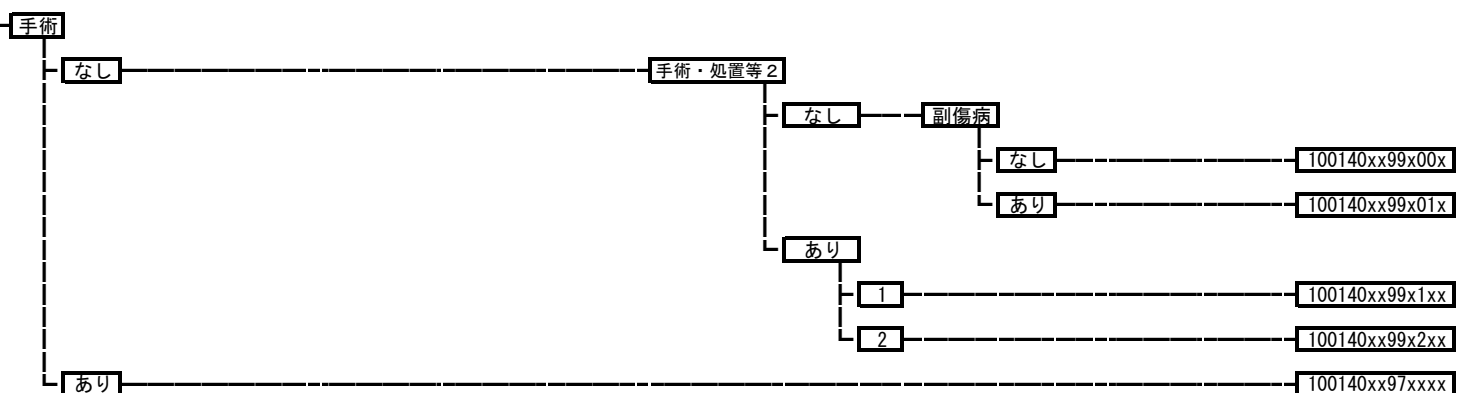 手術
なし 手術・処置等2
なし 副傷病
なし 100140xx99x00x
あり 100140xx99x01x
あり
1 100140xx99x1xx
2 100140xx99x2xx
あり 100140xx97xxxx